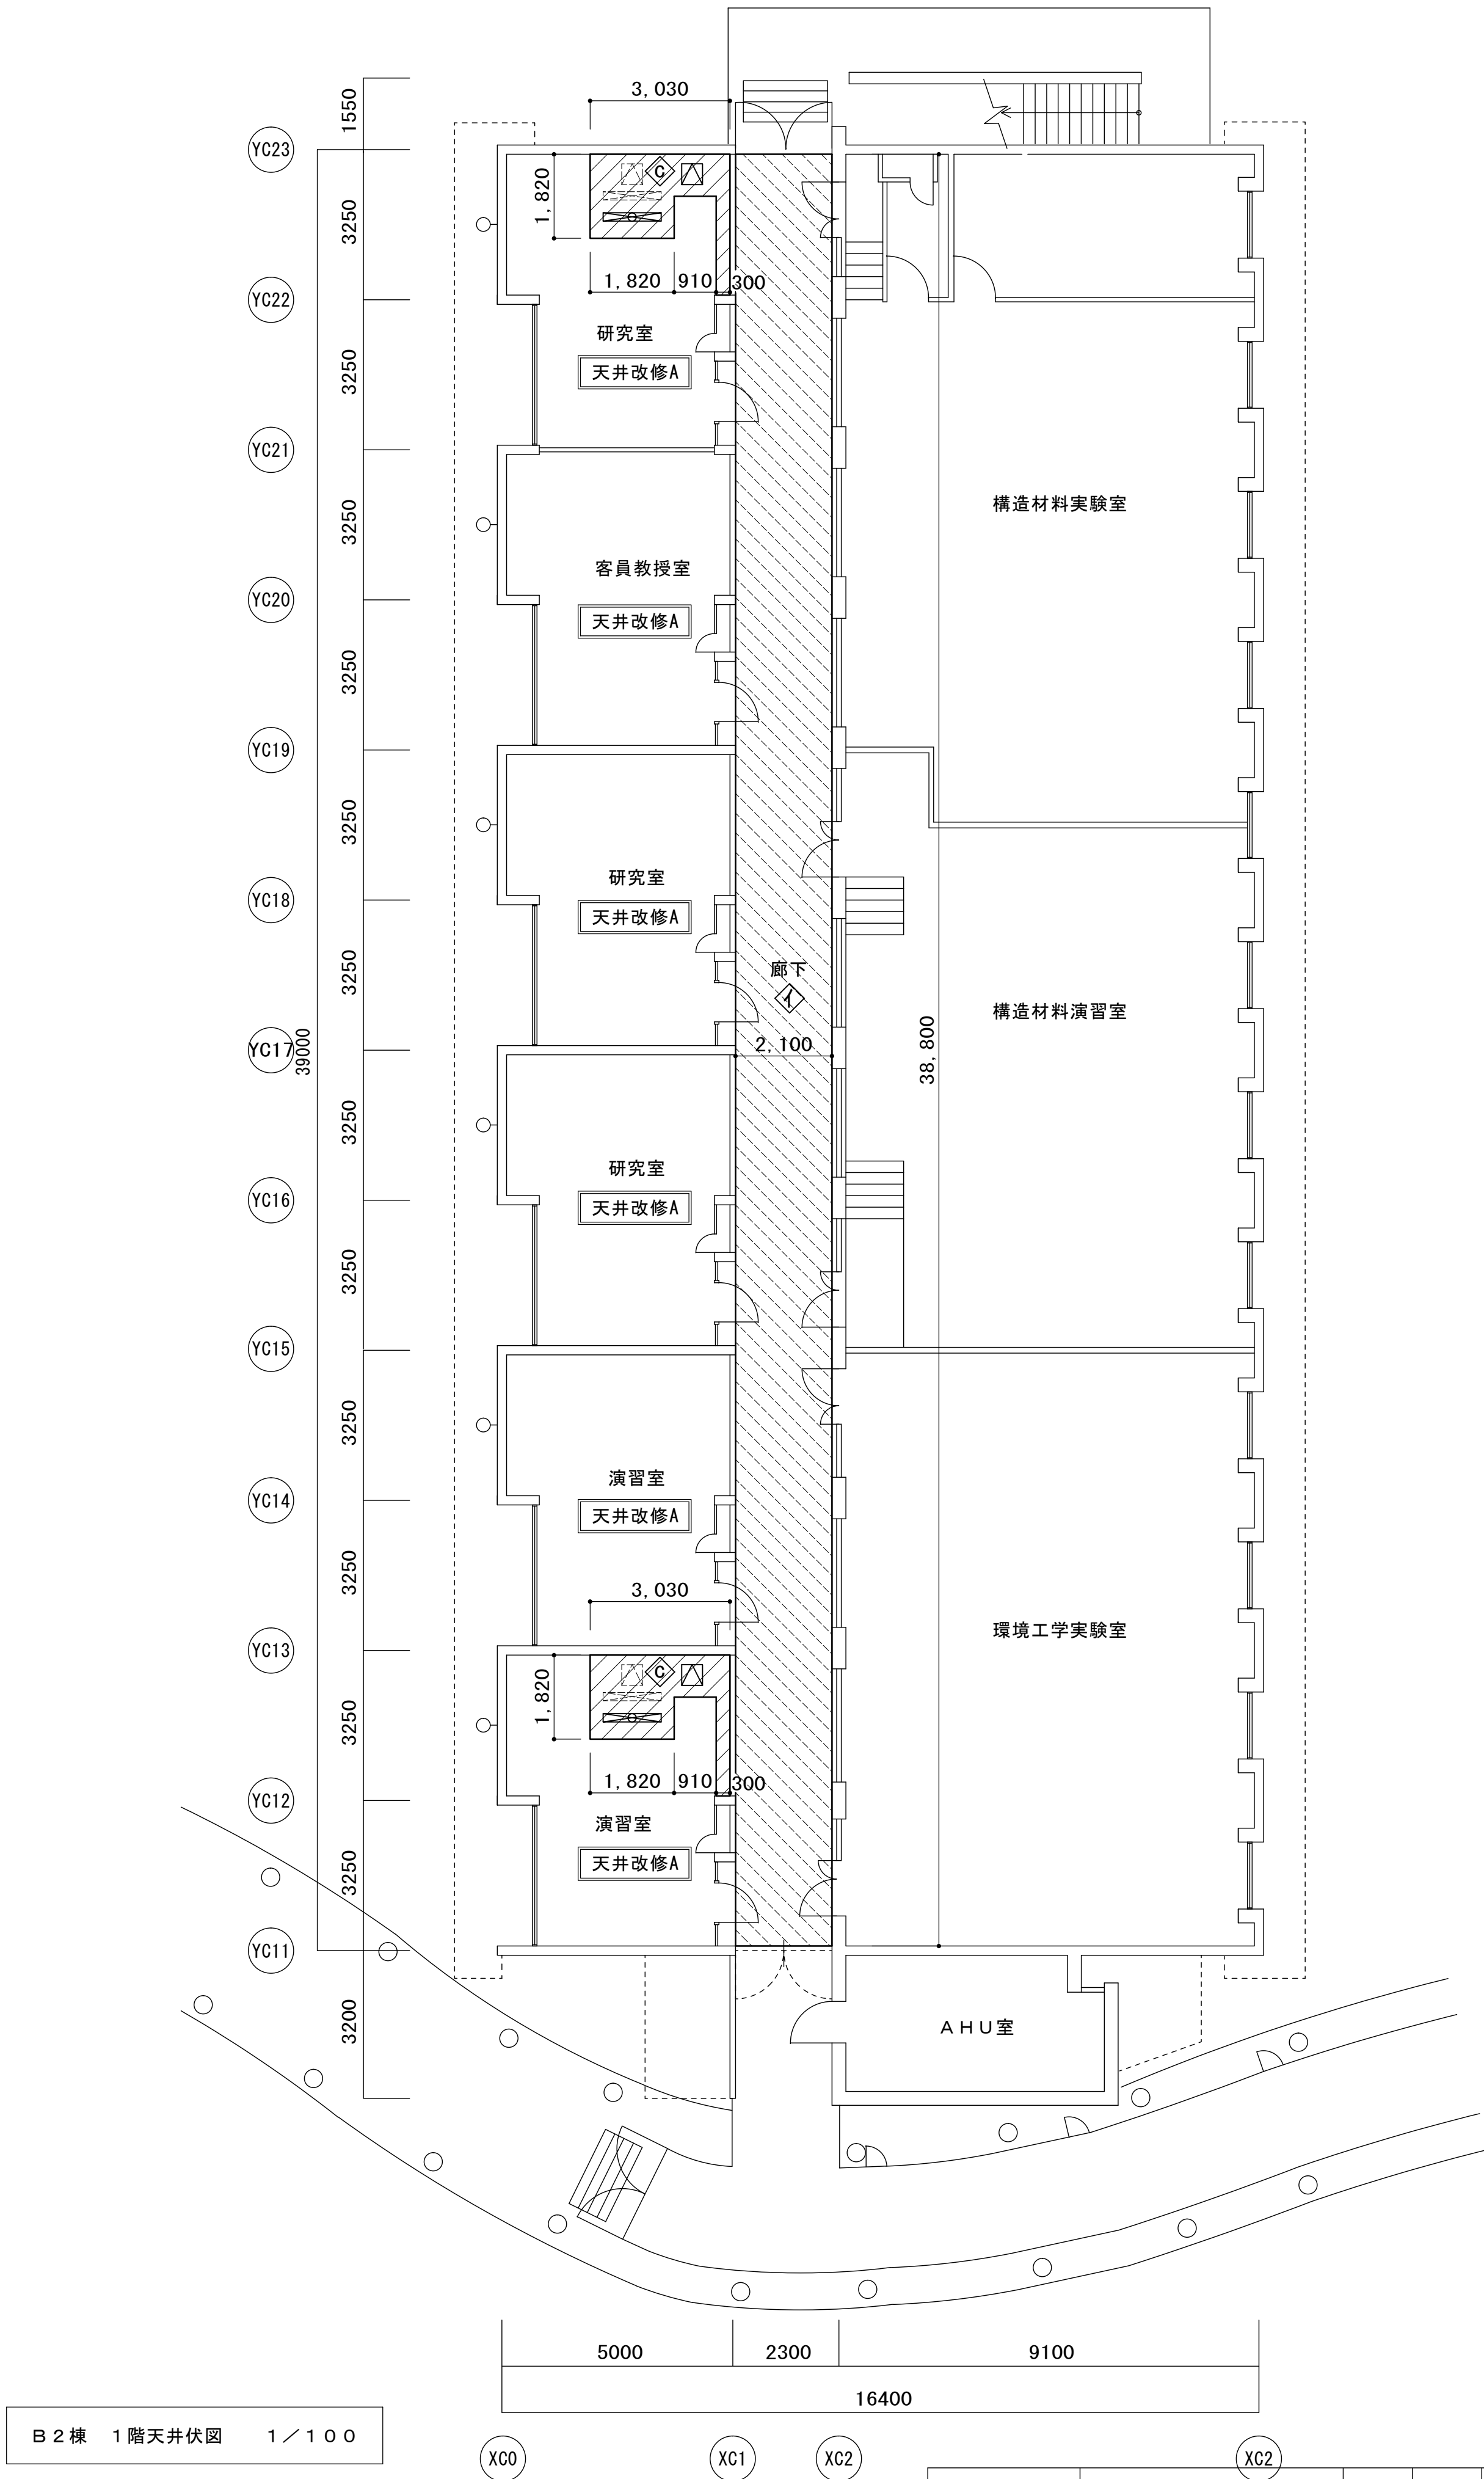 3,030
1550
YC23
1,820
C
3250
1,820 910 300
YC22
研究室
3250
天井改修A
YC21
構造材料実験室
3250
客員教授室
YC20
天井改修A
3250
YC19
3250
研究室
YC18
天井改修A
廊下
3250
イ
構造材料演習室
YC17
39000
2,100
38,800
3250
研究室
YC16
天井改修A
3250
YC15
3250
演習室
YC14
天井改修A
3250
3,030
環境工学実験室
YC13
1,820
C
3250
1,820 910 300
YC12
演習室
天井改修A
3250
YC11
3200
AHU室
5000 2300 9100
16400
B2棟 1階天井伏図 1/100
XC0 XC1 XC2 XC2